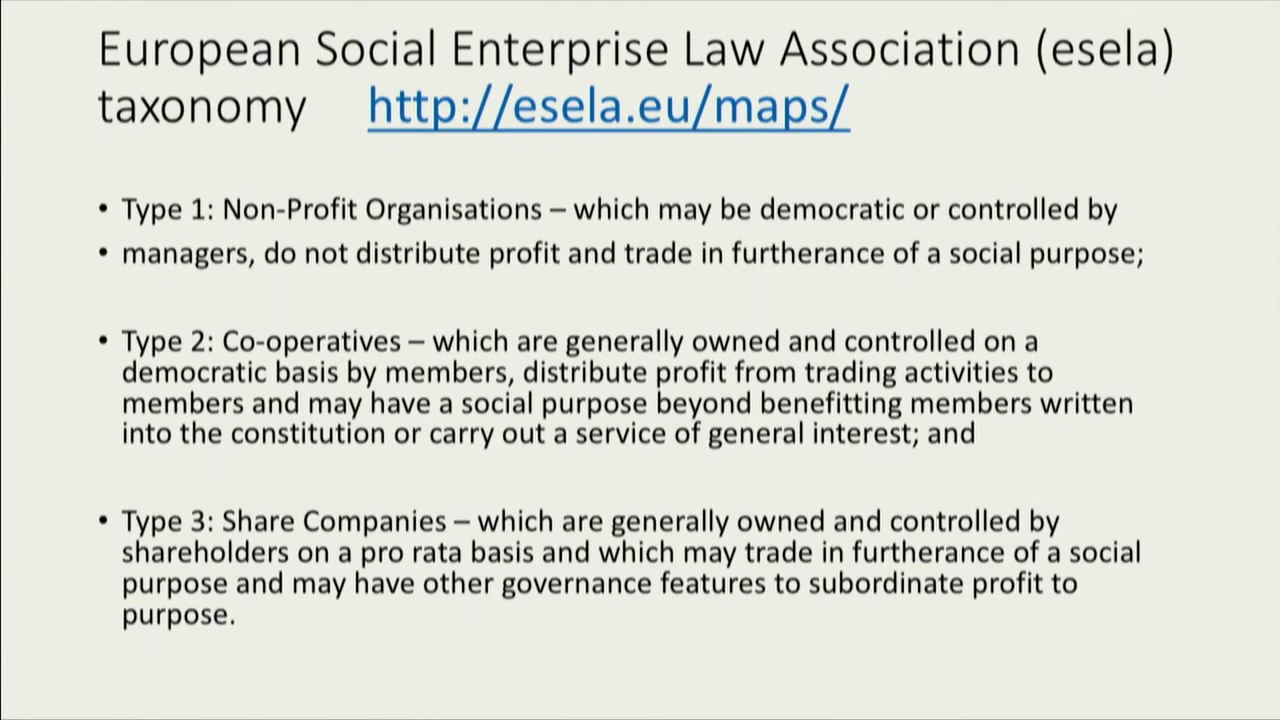 European Social Enterprise Law Association (esela)
taxonomy http://esela.eu/maps/
• Type 1: Non-Profit Organisations – which may be democratic or controlled by
• managers, do not distribute profit and trade in furtherance of a social purpose;
• Type 2: Co-operatives – which are generally owned and controlled on a
democratic basis by members, distribute profit from trading activities to
members and may have a social purpose beyond benefitting members written
into the constitution or carry out a service of general interest; and
• Type 3: Share Companies – which are generally owned and controlled by
shareholders on a pro rata basis and which may trade in furtherance of a social
purpose and may have other governance features to subordinate profit to
purpose.